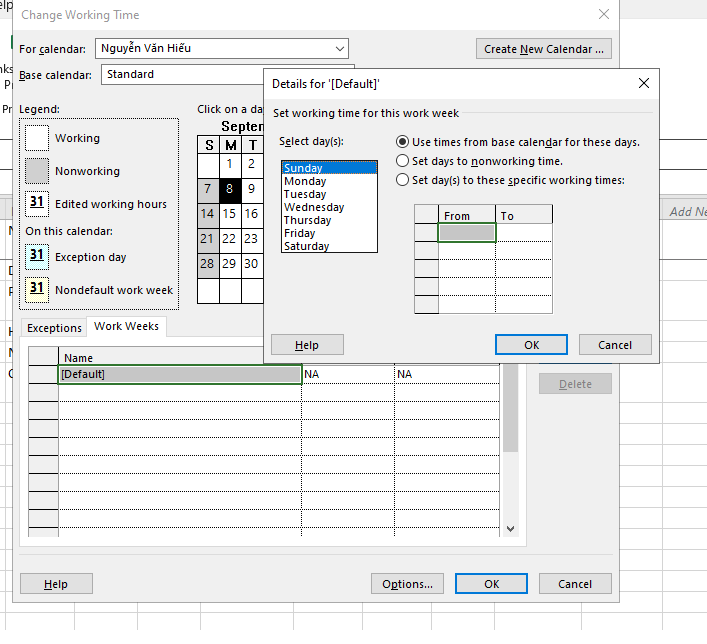 elp
Change Working Time
For calendar: Nguyễn Văn Hiếu
Create New Calendar ...
Base calendar: Standard
Legend:
Working
Nonworking
31 Edited working hours
On this calendar:
31 Exception day
31 Nondefault work week
Click on a da
Septem
S M T
1 2
7 8 9
14 15 16
21 22 23
28 29 30
Details for '[Default]'
Set working time for this work week
Select day(s):
Sunday
Monday
Tuesday
Wednesday
Thursday
Friday
Saturday
Use times from base calendar for these days.
Set days to nonworking time.
Set day(s) to these specific working times:
From To
Help OK Cancel
Exceptions Work Weeks
Name
[Default] NA NA
Delete
Help Options... OK Cancel
Add Ne